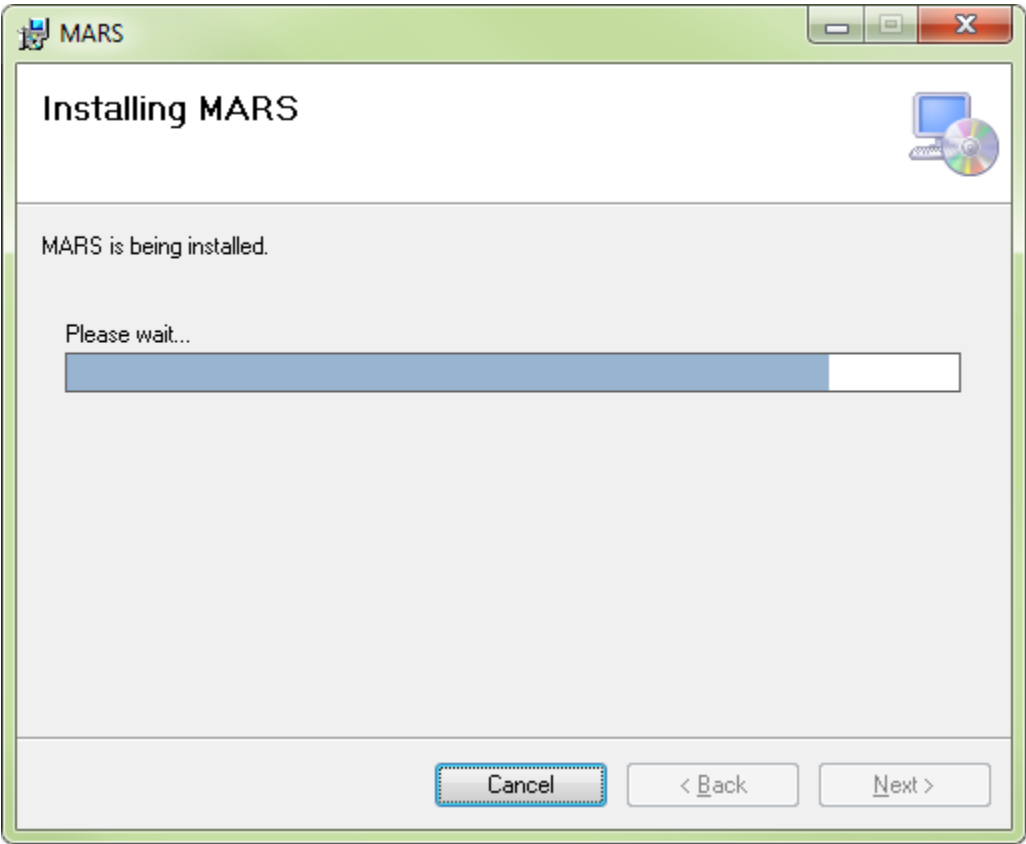 MARS
Installing MARS
MARS is being installed.
Please wait...
Cancel
< Back
Next >